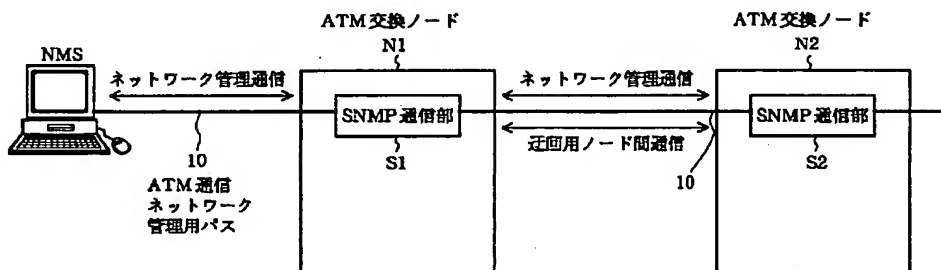 ATM交換ノード
N1
ATM交換ノード
N2
NMS
ネットワーク管理通信
ネットワーク管理通信
SNMP通信部
SNMP通信部
迂回用ノード間通信
S1
S2
10
10
ATM通信
ネットワーク
管理用パス